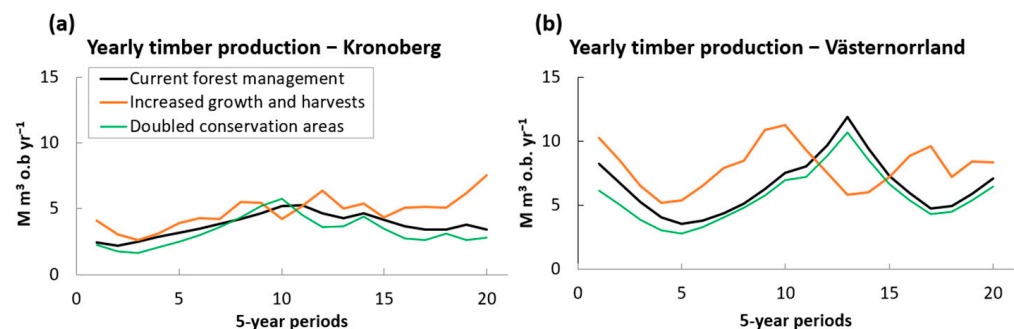 (a)
Yearly timber production – Kronoberg
M m³ o.b yr⁻¹
15
10
5
0
Current forest management
Increased growth and harvests
Doubled conservation areas
0 5 10 15 20
5-year periods
(b)
Yearly timber production – Västernorrland
M m³ o.b. yr⁻¹
15
10
5
0
0 5 10 15 20
5-year periods